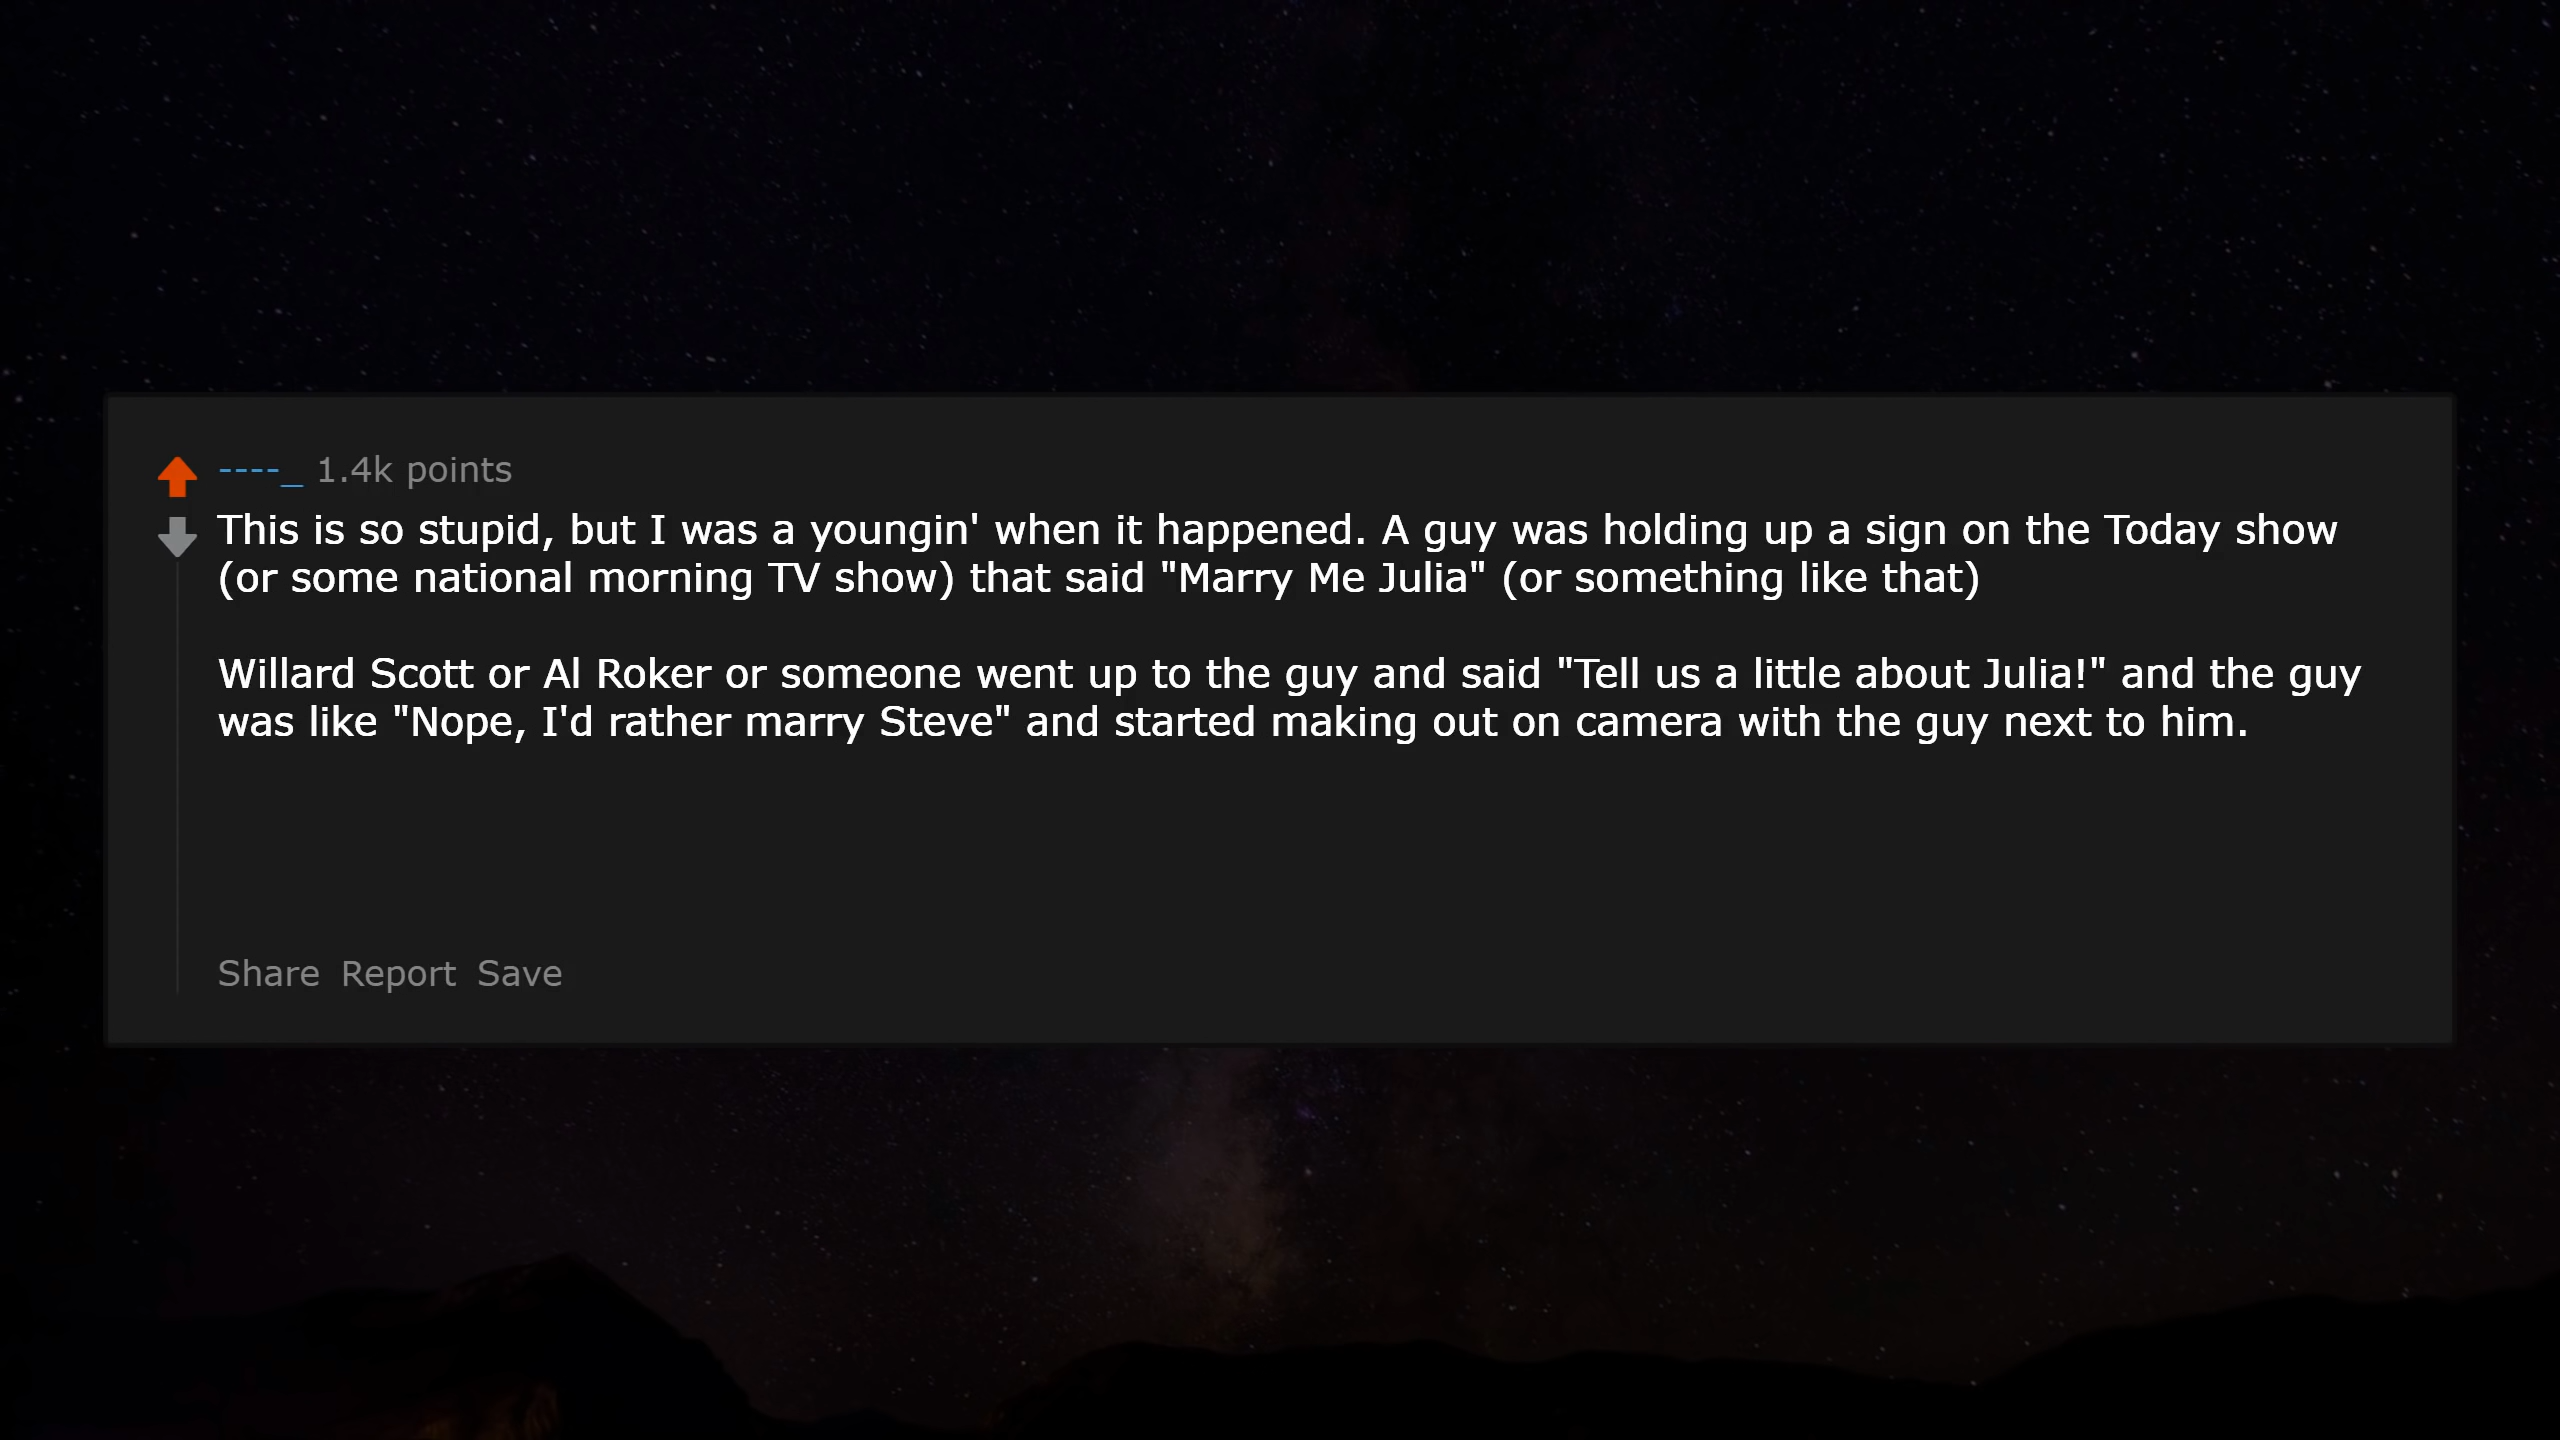 ----_ 1.4k points
This is so stupid, but I was a youngin' when it happened. A guy was holding up a sign on the Today show
(or some national morning TV show) that said "Marry Me Julia" (or something like that)
Willard Scott or Al Roker or someone went up to the guy and said "Tell us a little about Julia!" and the guy
was like "Nope, I'd rather marry Steve" and started making out on camera with the guy next to him.
Share Report Save